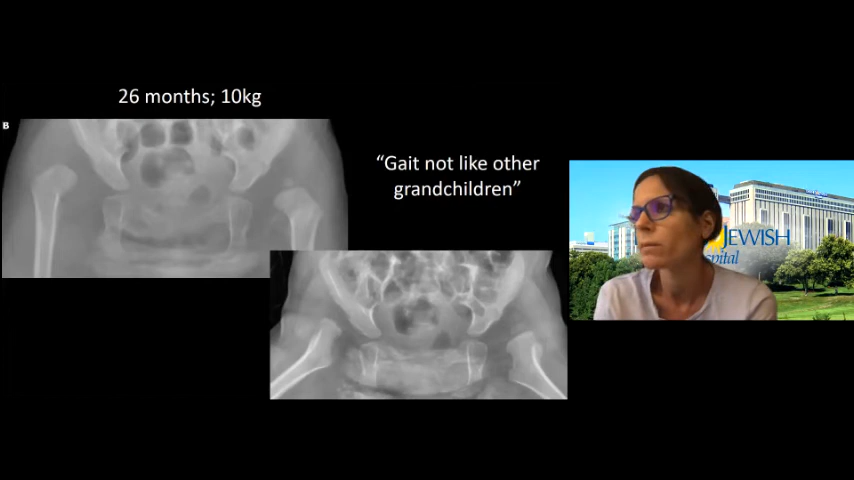 26 months; 10kg
B
“Gait not like other
grandchildren”
JEWISH
spital